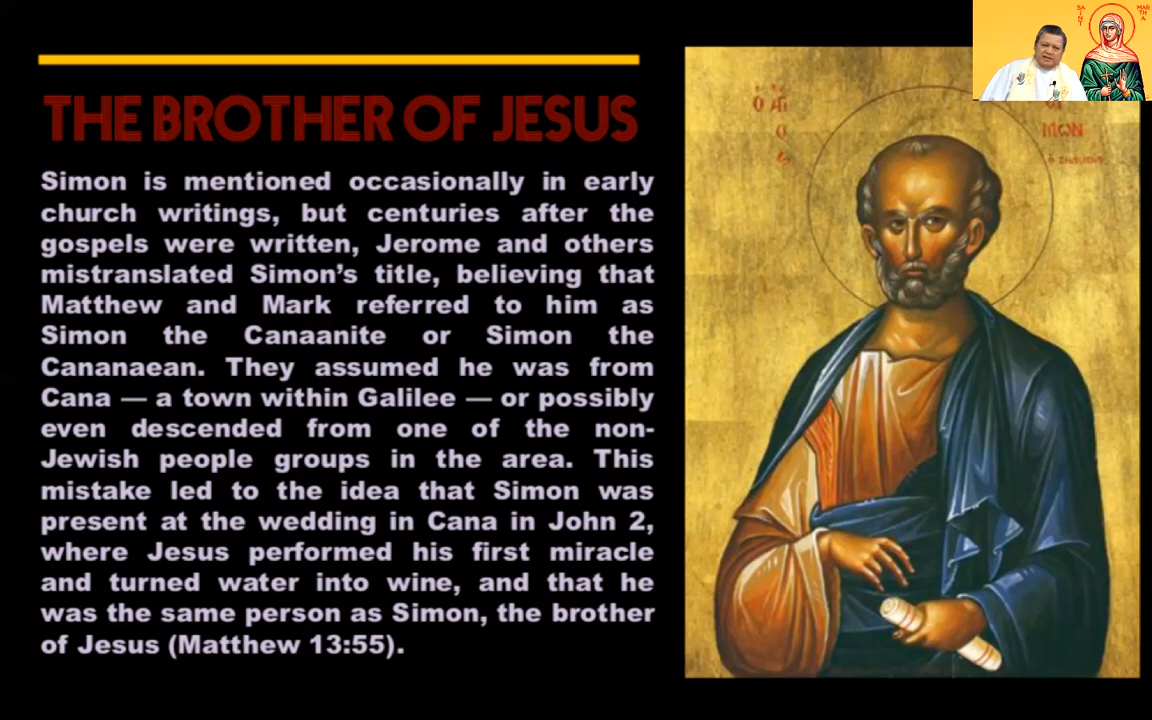 THE BROTHER OF JESUS
Simon is mentioned occasionally in early
church writings, but centuries after the
gospels were written, Jerome and others
mistranslated Simon’s title, believing that
Matthew and Mark referred to him as
Simon the Canaanite or Simon the
Cananaean. They assumed he was from
Cana — a town within Galilee — or possibly
even descended from one of the non-
Jewish people groups in the area. This
mistake led to the idea that Simon was
present at the wedding in Cana in John 2,
where Jesus performed his first miracle
and turned water into wine, and that he
was the same person as Simon, the brother
of Jesus (Matthew 13:55).
SAINT
MARTHA
ΜΩΝ